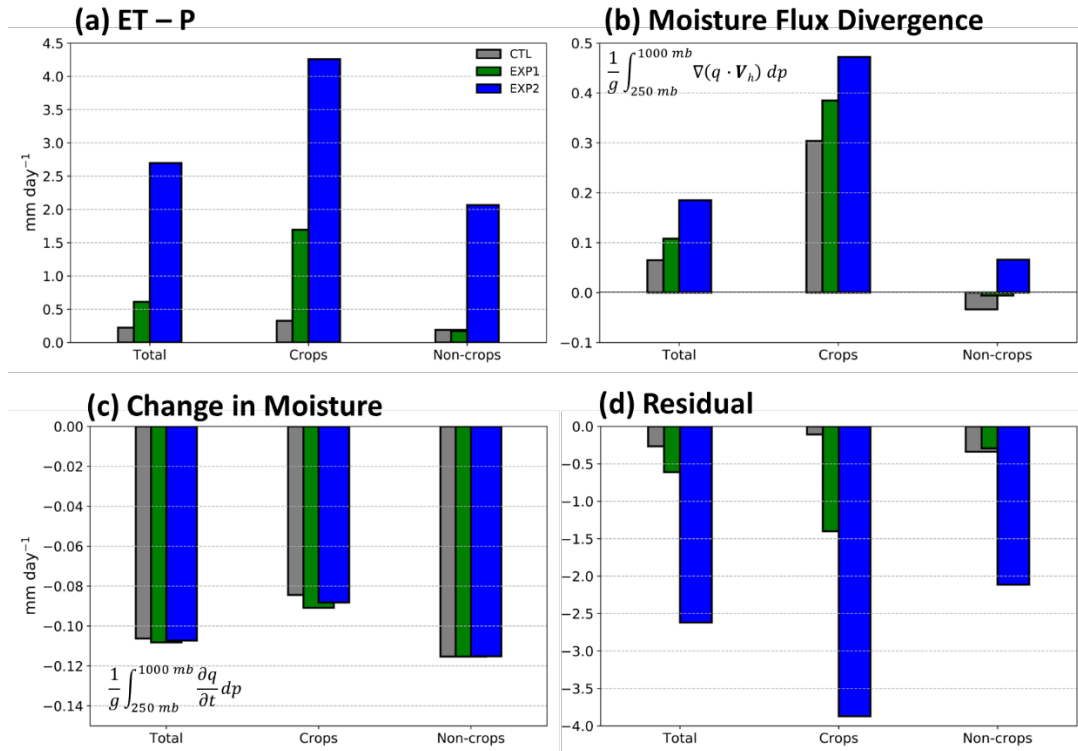 (a) ET – P
(b) Moisture Flux Divergence
4.5
4.0
3.5
3.0
2.5
2.0
1.5
1.0
0.5
0.0
mm day⁻¹
CTL
EXP1
EXP2
Total Crops Non-crops
0.5
0.4
0.3
0.2
0.1
0.0
−0.1
1/g ∫_{250 mb}^{1000 mb} ∇(q · V_h) dp
Total Crops Non-crops
(c) Change in Moisture
(d) Residual
0.00
−0.02
−0.04
−0.06
−0.08
−0.10
−0.12
−0.14
mm day⁻¹
1/g ∫_{250 mb}^{1000 mb} ∂q/∂t dp
Total Crops Non-crops
0.0
−0.5
−1.0
−1.5
−2.0
−2.5
−3.0
−3.5
−4.0
Total Crops Non-crops